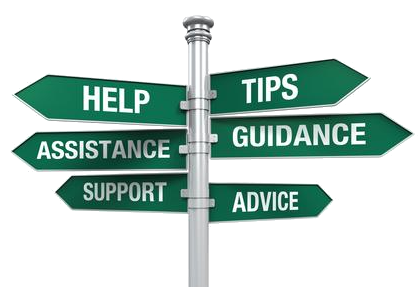 HELP
TIPS
ASSISTANCE
GUIDANCE
SUPPORT
ADVICE